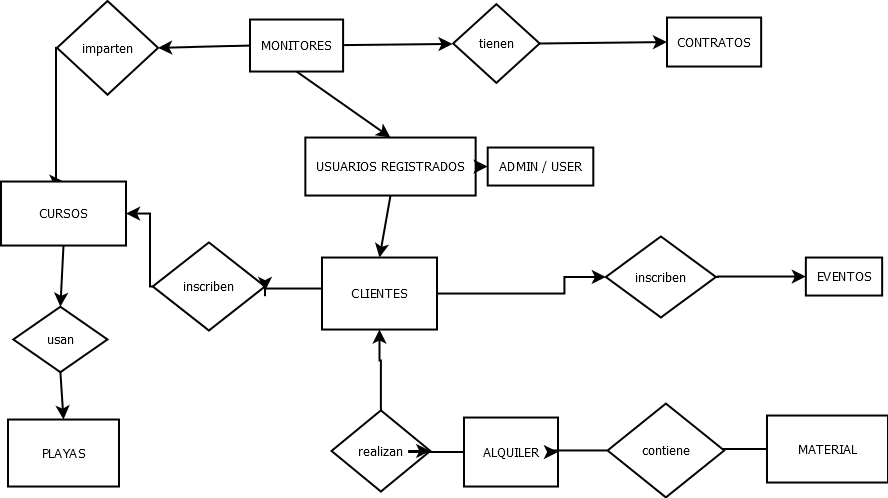 imparten
MONITORES
tienen
CONTRATOS
USUARIOS REGISTRADOS
ADMIN / USER
CURSOS
inscriben
CLIENTES
inscriben
EVENTOS
usan
PLAYAS
realizan
ALQUILER
contiene
MATERIAL